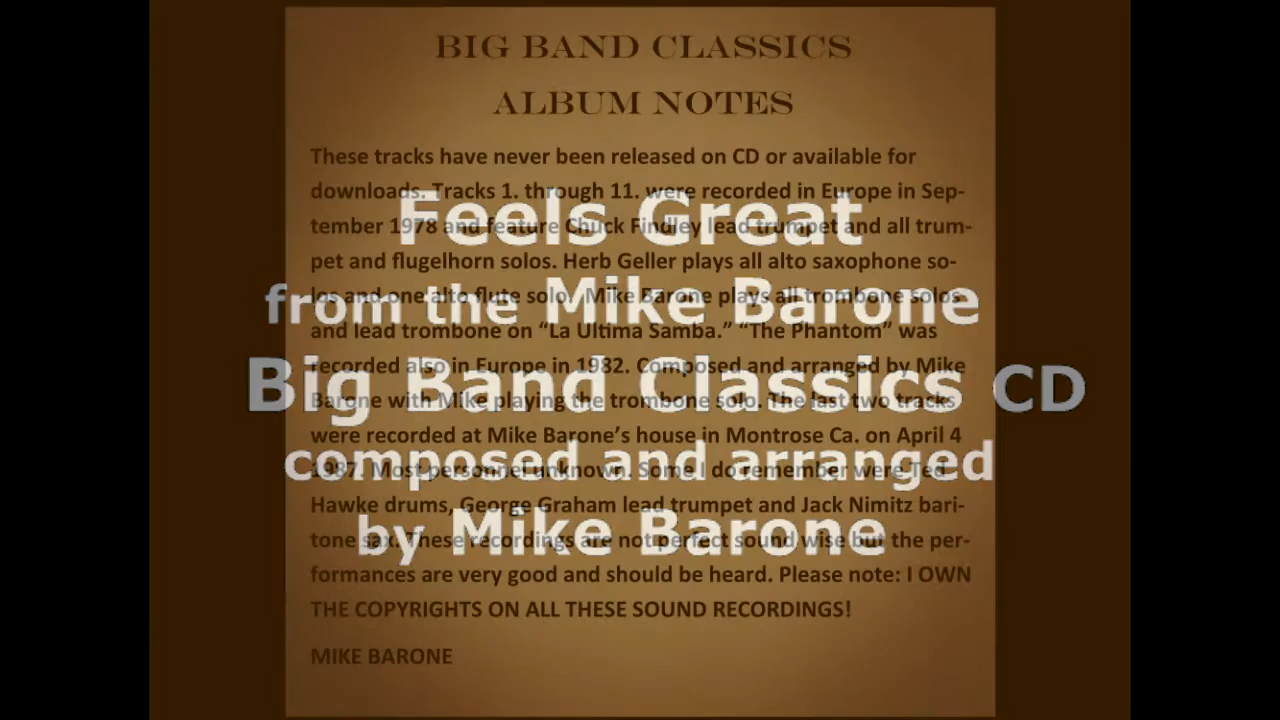 BIG BAND CLASSICS
ALBUM NOTES
These tracks have never been released on CD or available for
downloads. Tracks 1. through 11. were recorded in Europe in Sep-
tember 1978 and feature Chuck Findley lead trumpet and all trum-
pet and flugelhorn solos. Herb Geller plays all alto saxophone so-
los and one alto flute solo. Mike Barone plays all trombone solos
and lead trombone on “La Ultima Samba.” “The Phantom” was
recorded also in Europe in 1982. Composed and arranged by Mike
Barone with Mike playing the trombone solo. The last two tracks
were recorded at Mike Barone’s house in Montrose Ca. on April 4
1987. Most personnel unknown. Some I do remember were Ted
Hawke drums, George Graham lead trumpet and Jack Nimitz bari-
tone sax. These recordings are not perfect sound wise but the per-
formances are very good and should be heard. Please note: I OWN
THE COPYRIGHTS ON ALL THESE SOUND RECORDINGS!
MIKE BARONE
Feels Great
from the Mike Barone
Big Band Classics CD
composed and arranged
by Mike Barone